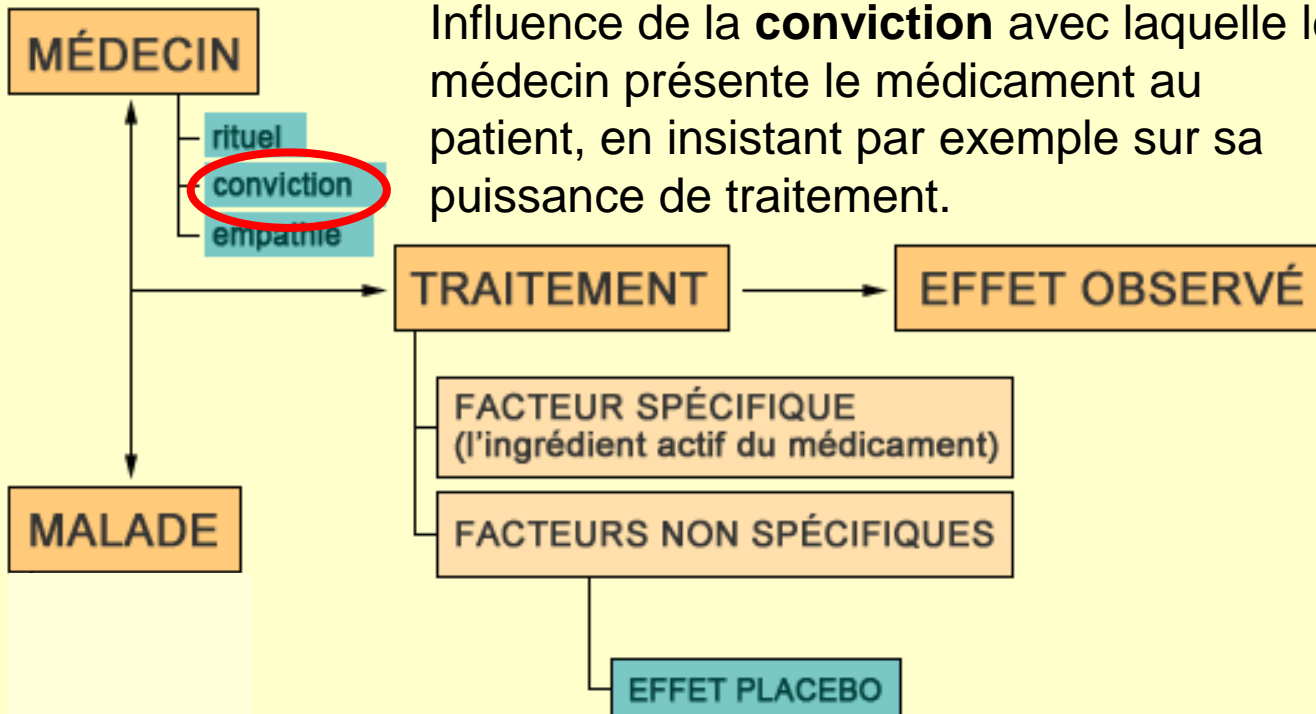 Influence de la conviction avec laquelle le
médecin présente le médicament au
patient, en insistant par exemple sur sa
puissance de traitement.
MÉDECIN
rituel
conviction
empathie
TRAITEMENT
EFFET OBSERVÉ
FACTEUR SPÉCIFIQUE
(l'ingrédient actif du médicament)
MALADE
FACTEURS NON SPÉCIFIQUES
EFFET PLACEBO